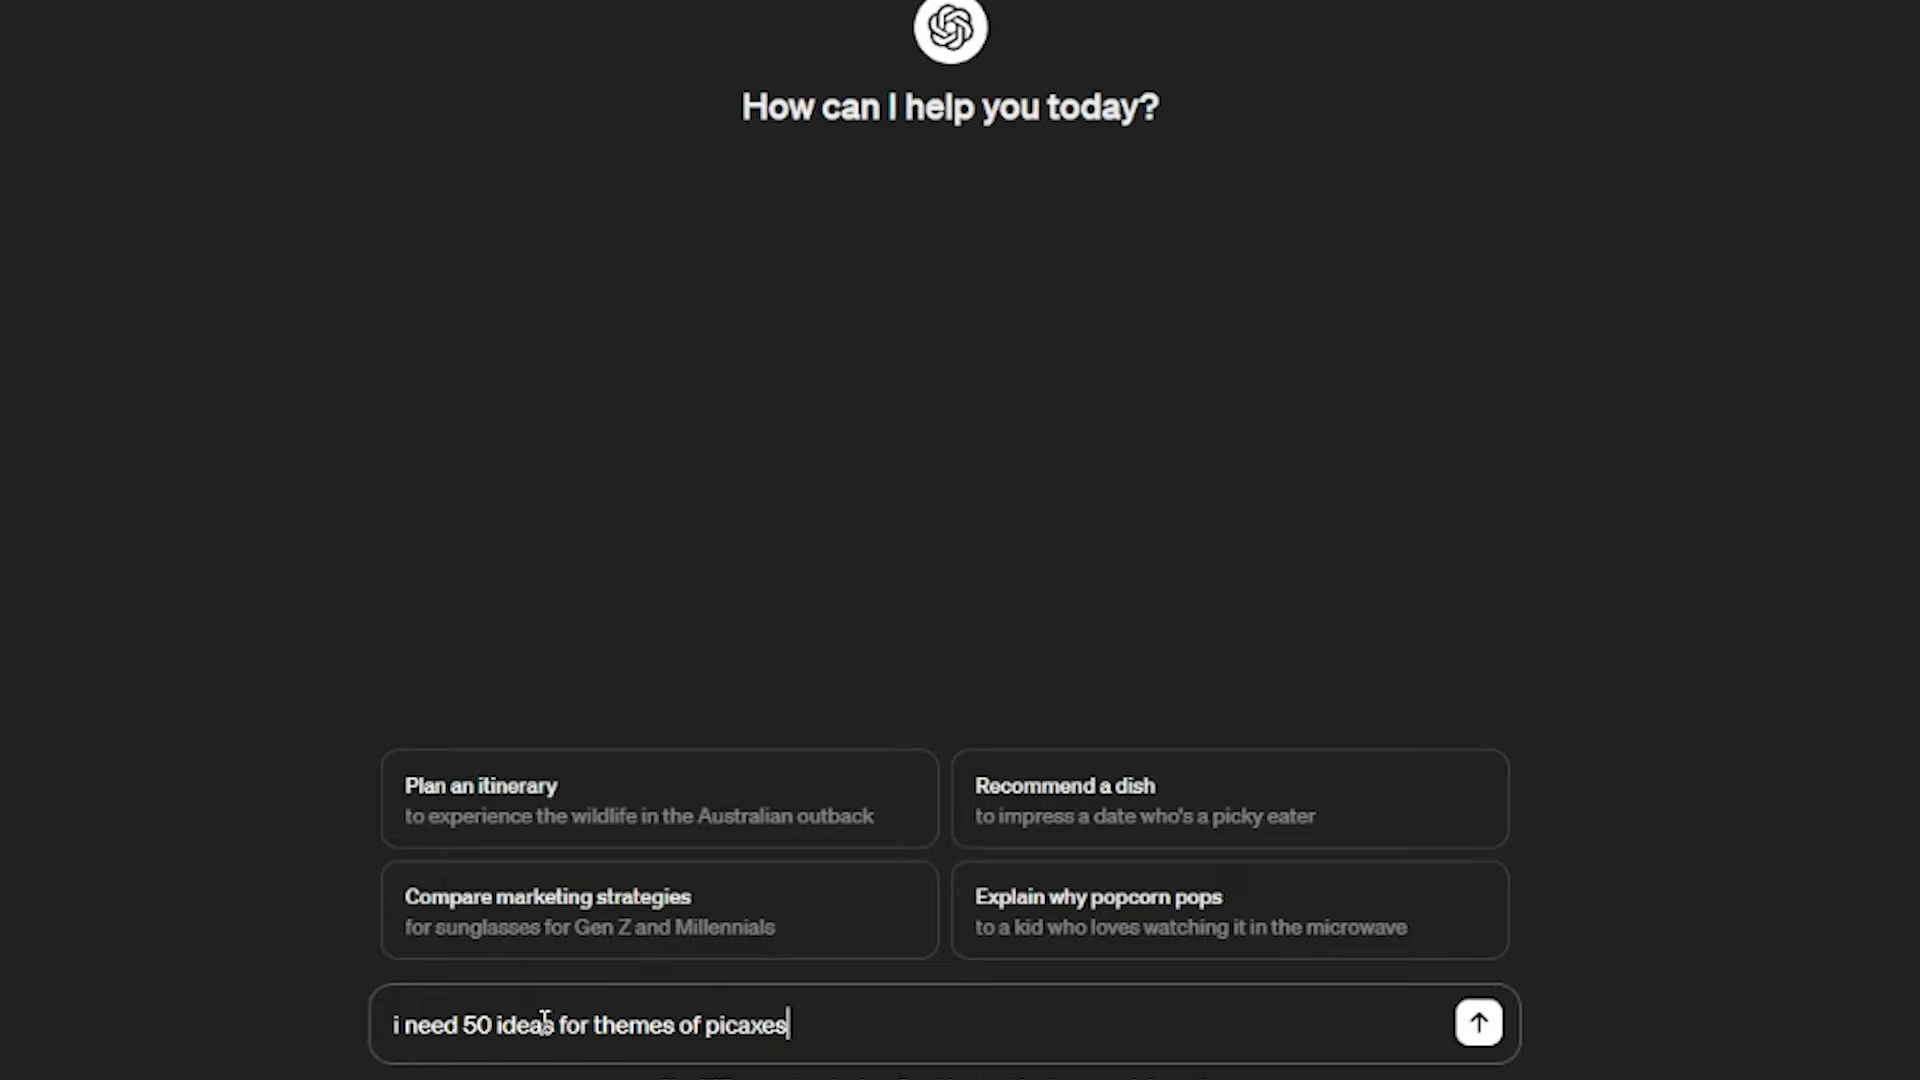 How can I help you today?
Plan an itinerary
to experience the wildlife in the Australian outback
Recommend a dish
to impress a date who's a picky eater
Compare marketing strategies
for sunglasses for Gen Z and Millennials
Explain why popcorn pops
to a kid who loves watching it in the microwave
i need 50 ideas for themes of picaxes